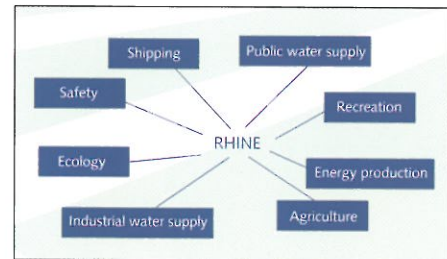 Shipping
Public water supply
Safety
Recreation
RHINE
Ecology
Energy production
Industrial water supply
Agriculture